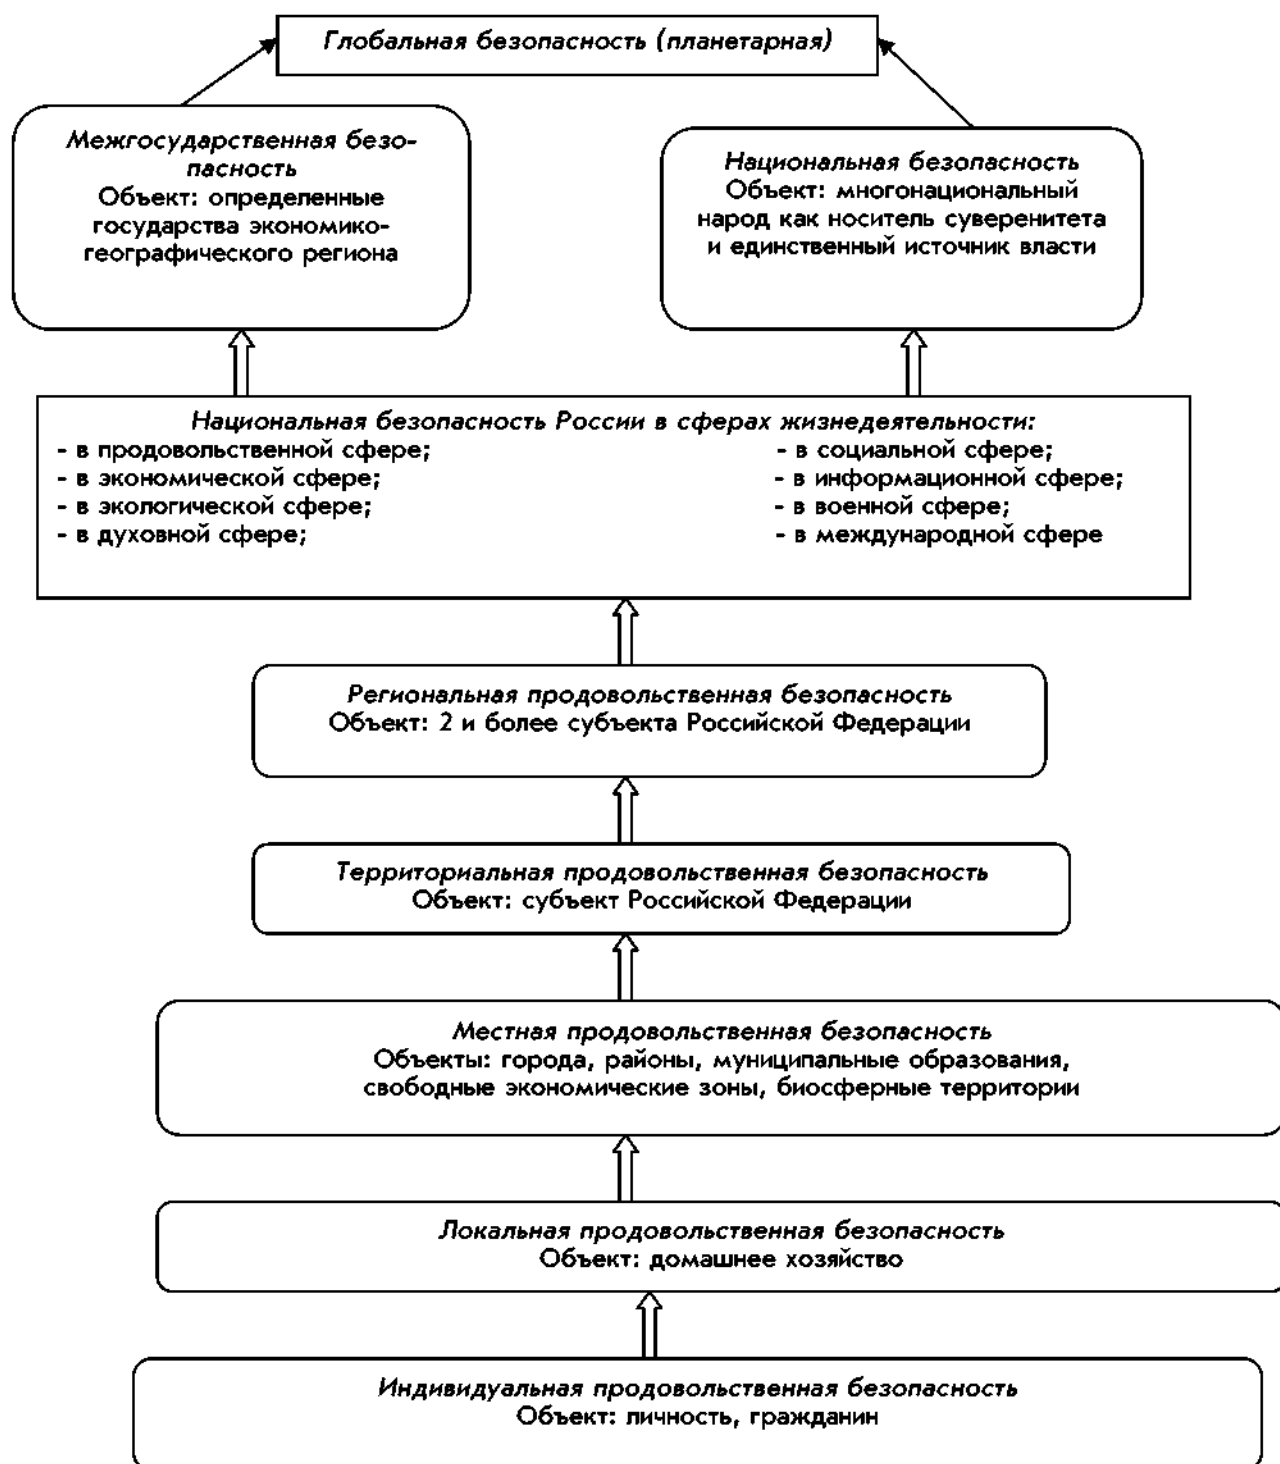 Глобальная безопасность (планетарная)
Межгосударственная безо-
пасность
Объект: определенные
государства экономико-
географического региона
Национальная безопасность
Объект: многонациональный
народ как носитель суверенитета
и единственный источник власти
Национальная безопасность России в сферах жизнедеятельности:
- в продовольственной сфере;
- в экономической сфере;
- в экологической сфере;
- в духовной сфере;
- в социальной сфере;
- в информационной сфере;
- в военной сфере;
- в международной сфере
Региональная продовольственная безопасность
Объект: 2 и более субъекта Российской Федерации
Территориальная продовольственная безопасность
Объект: субъект Российской Федерации
Местная продовольственная безопасность
Объекты: города, районы, муниципальные образования,
свободные экономические зоны, биосферные территории
Локальная продовольственная безопасность
Объект: домашнее хозяйство
Индивидуальная продовольственная безопасность
Объект: личность, гражданин